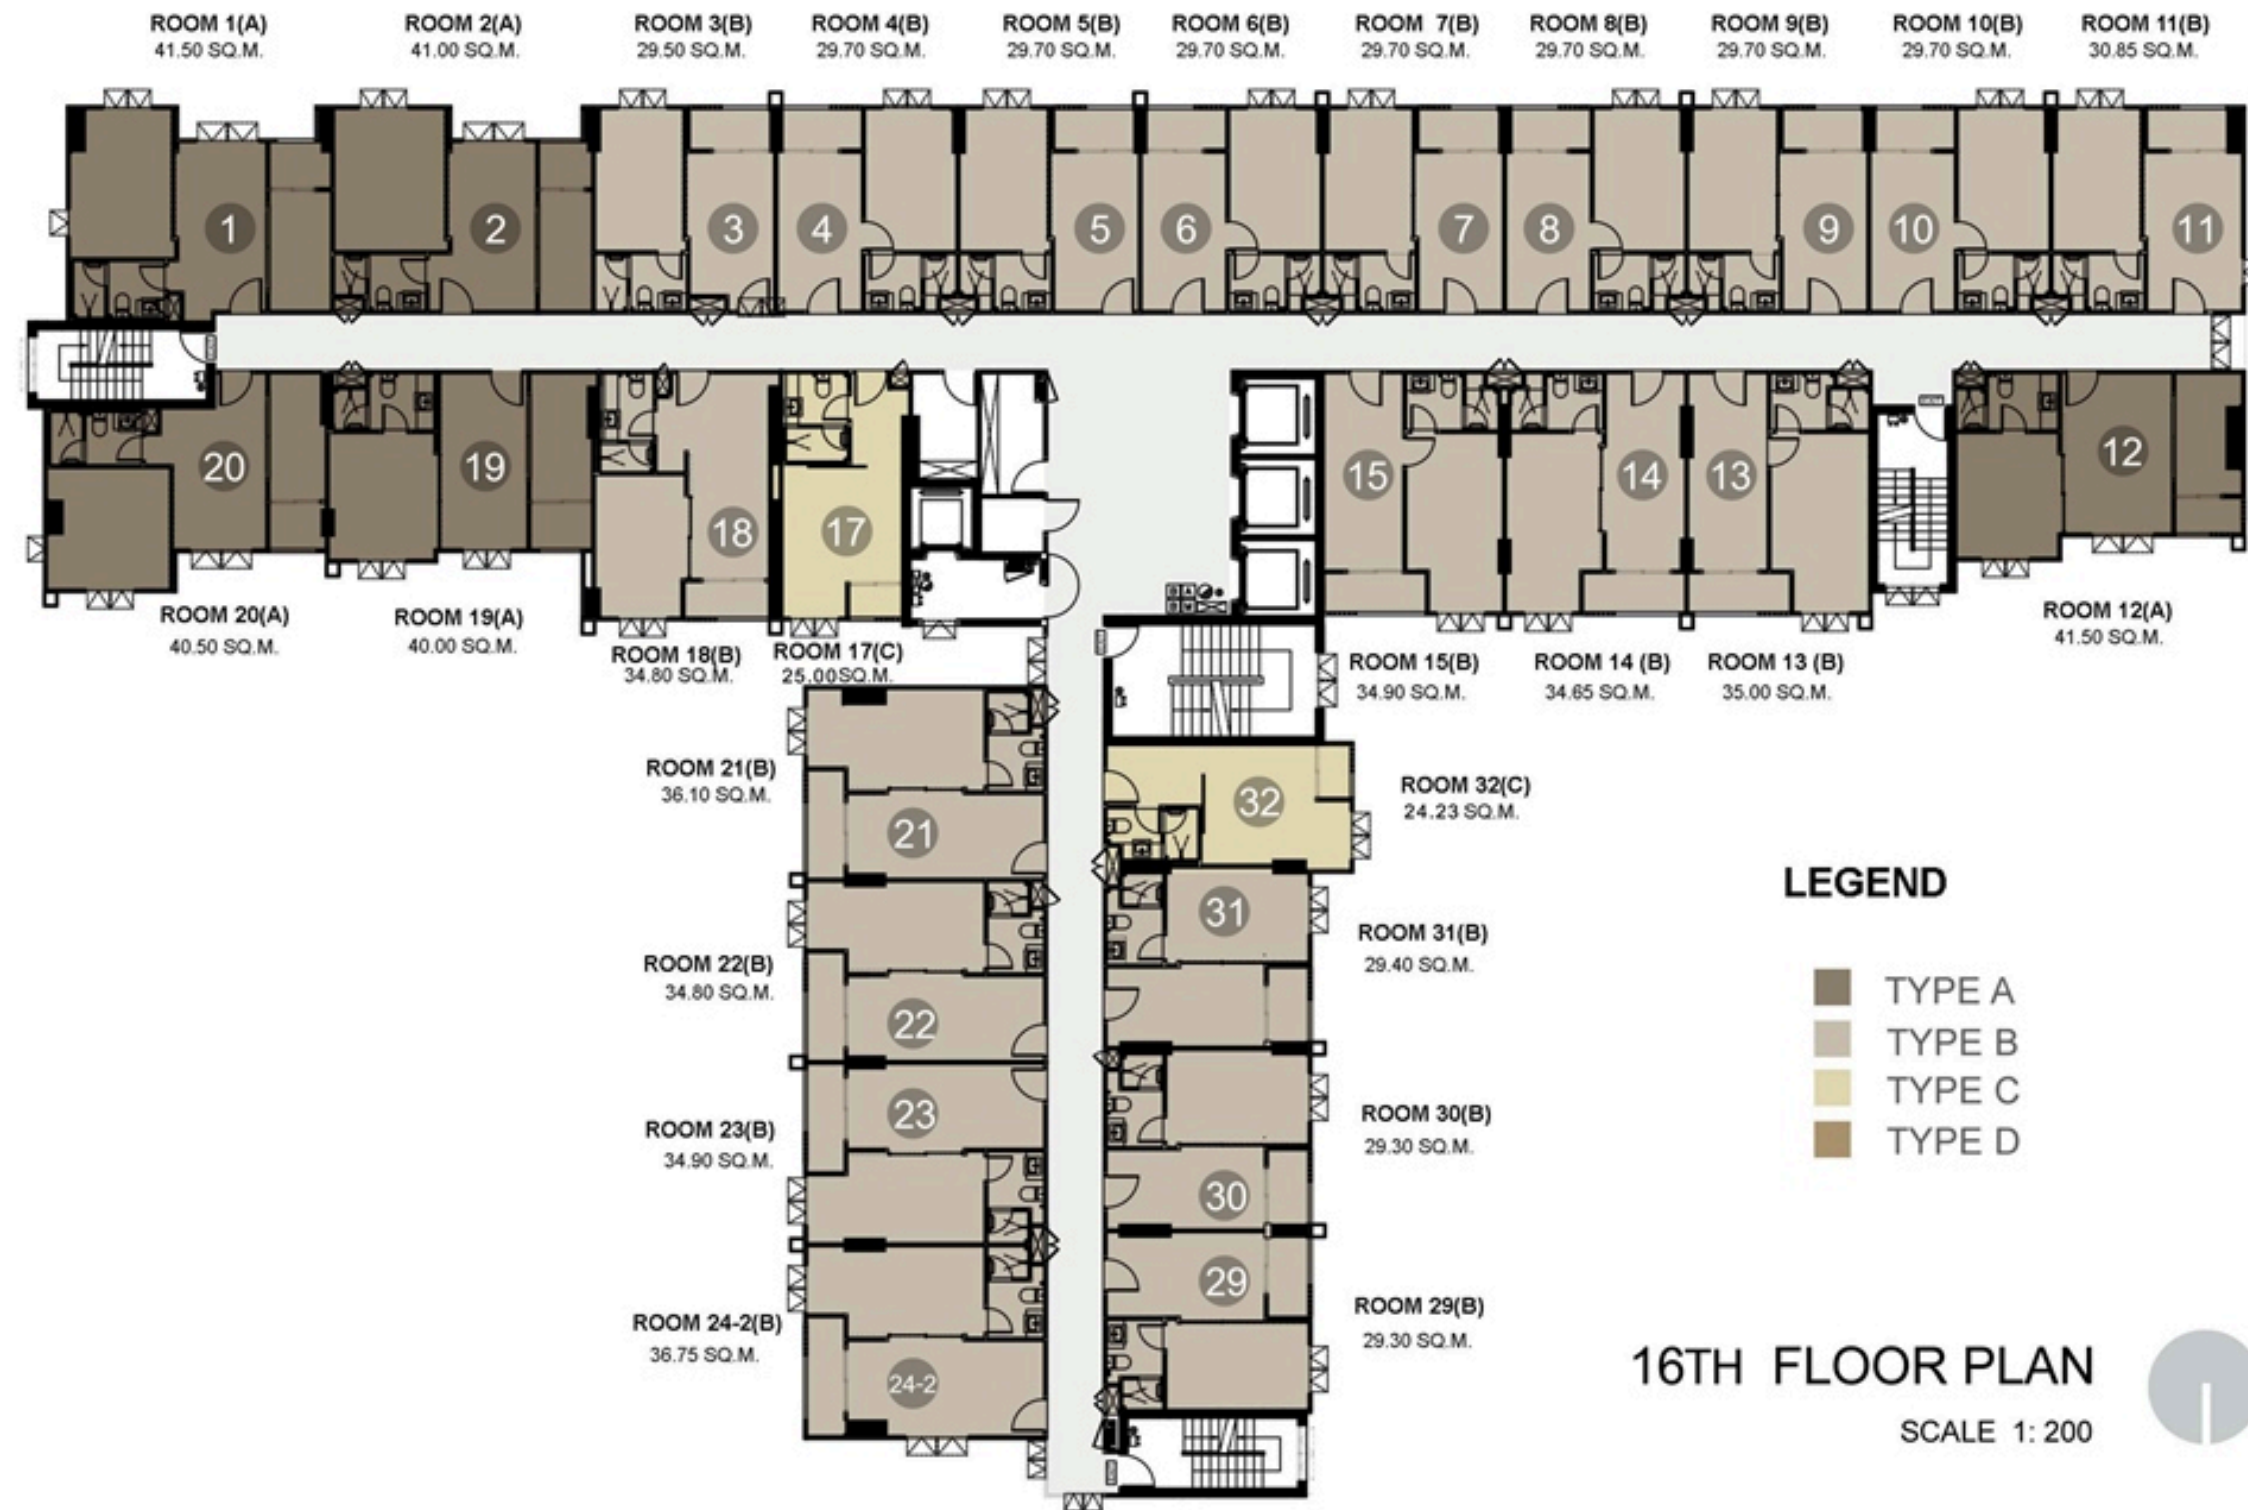 ROOM 1(A)
41.50 SQ.M.
ROOM 2(A)
41.00 SQ.M.
ROOM 3(B)
29.50 SQ.M.
ROOM 4(B)
29.70 SQ.M.
ROOM 5(B)
29.70 SQ.M.
ROOM 6(B)
29.70 SQ.M.
ROOM 7(B)
29.70 SQ.M.
ROOM 8(B)
29.70 SQ.M.
ROOM 9(B)
29.70 SQ.M.
ROOM 10(B)
29.70 SQ.M.
ROOM 11(B)
30.85 SQ.M.
1
2
3
4
5
6
7
8
9
10
11
20
19
18
17
15
14
13
12
ROOM 20(A)
40.50 SQ.M.
ROOM 19(A)
40.00 SQ.M.
ROOM 18(B)
34.80 SQ.M.
ROOM 17(C)
25.00SQ.M.
ROOM 15(B)
34.90 SQ.M.
ROOM 14 (B)
34.65 SQ.M.
ROOM 13 (B)
35.00 SQ.M.
ROOM 12(A)
41.50 SQ.M.
ROOM 21(B)
36.10 SQ.M.
21
ROOM 22(B)
34.80 SQ.M.
22
ROOM 23(B)
34.90 SQ.M.
23
ROOM 24-2(B)
36.75 SQ.M.
24-2
32
ROOM 32(C)
24.23 SQ.M.
31
ROOM 31(B)
29.40 SQ.M.
30
ROOM 30(B)
29.30 SQ.M.
29
ROOM 29(B)
29.30 SQ.M.
LEGEND
TYPE A
TYPE B
TYPE C
TYPE D
16TH FLOOR PLAN
SCALE 1: 200